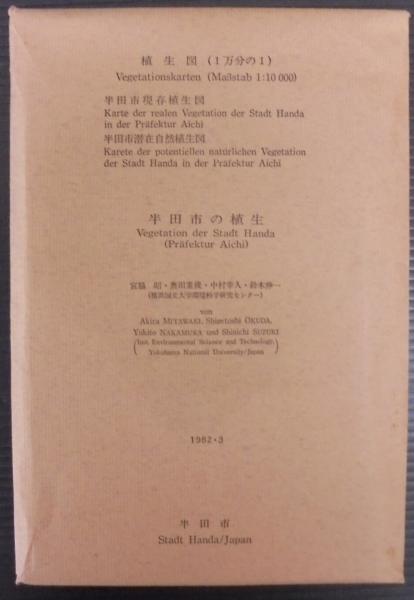 植生図(1万分の1)
Vegetationskarten (Maßstab 1:10 000)
半田市現存植生図
Karte der realen Vegetation der Stadt Handa
in der Präfektur Aichi
半田市潜在自然植生図
Karete der potentiellen natürlichen Vegetation
der Stadt Handa in der Präfektur Aichi
半田市の植生
Vegetation der Stadt Handa
(Präfektur Aichi)
宮脇 昭・奥田重俊・中村幸人・鈴木伸一
(横浜国立大学環境科学研究センター)
von
Akira MIYAWAKI, Shigetoshi OKUDA,
Yukito NAKAMURA und Shinichi SUZUKI
(Inst. Environmental Science and Technology,
Yokohama National University/Japan)
1982・3
半田市
Stadt Handa/Japan